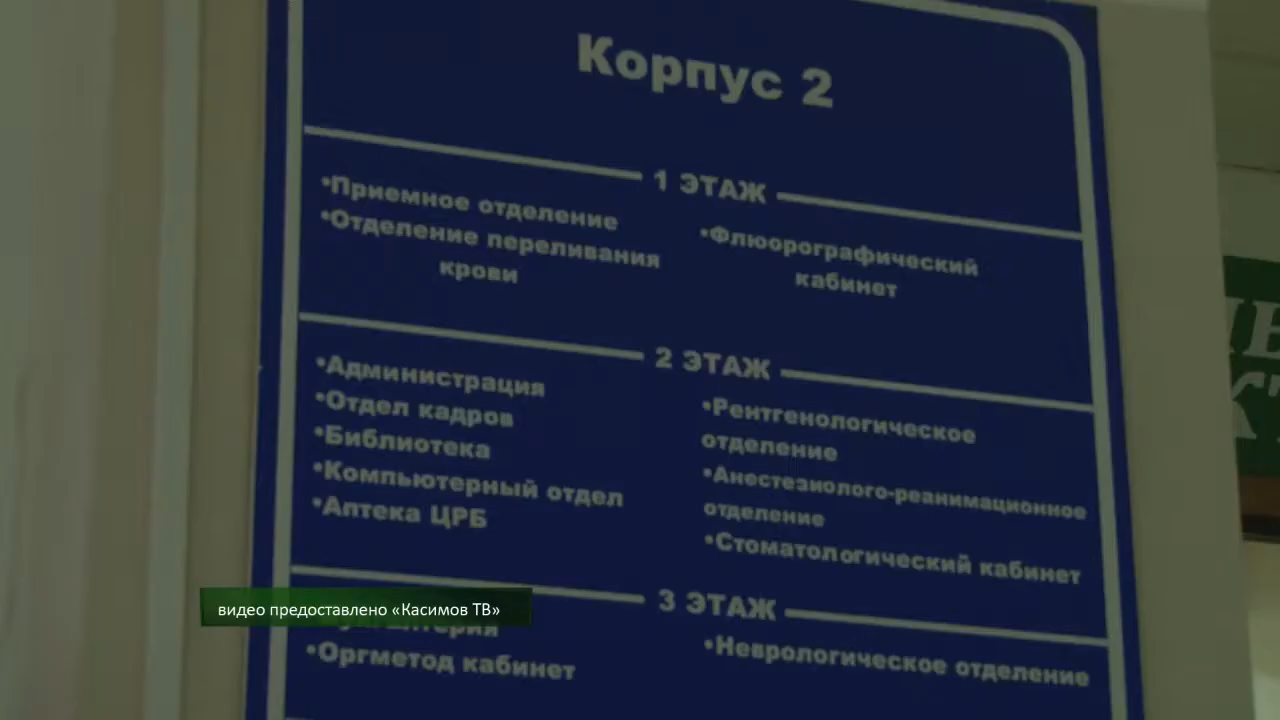 Корпус 2
1 ЭТАЖ
•Приемное отделение
•Отделение переливания
крови
•Флюорографический
кабинет
2 ЭТАЖ
•Администрация
•Отдел кадров
•Библиотека
•Компьютерный отдел
•Аптека ЦРБ
•Рентгенологическое
отделение
•Анестезиолого-реанимационное
отделение
•Стоматологический кабинет
3 ЭТАЖ
•Оргметод кабинет
•Неврологическое отделение
видео предоставлено «Касимов ТВ»